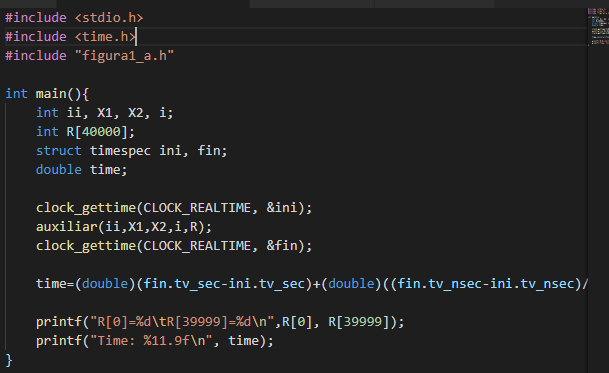 #include <stdio.h>
#include <time.h>
#include "figura1_a.h"

int main(){
    int ii, X1, X2, i;
    int R[40000];
    struct timespec ini, fin;
    double time;

    clock_gettime(CLOCK_REALTIME, &ini);
    auxiliar(ii,X1,X2,i,R);
    clock_gettime(CLOCK_REALTIME, &fin);

    time=(double)(fin.tv_sec-ini.tv_sec)+(double)((fin.tv_nsec-ini.tv_nsec)/

    printf("R[0]=%d\tR[39999]=%d\n",R[0], R[39999]);
    printf("Time: %11.9f\n", time);
}